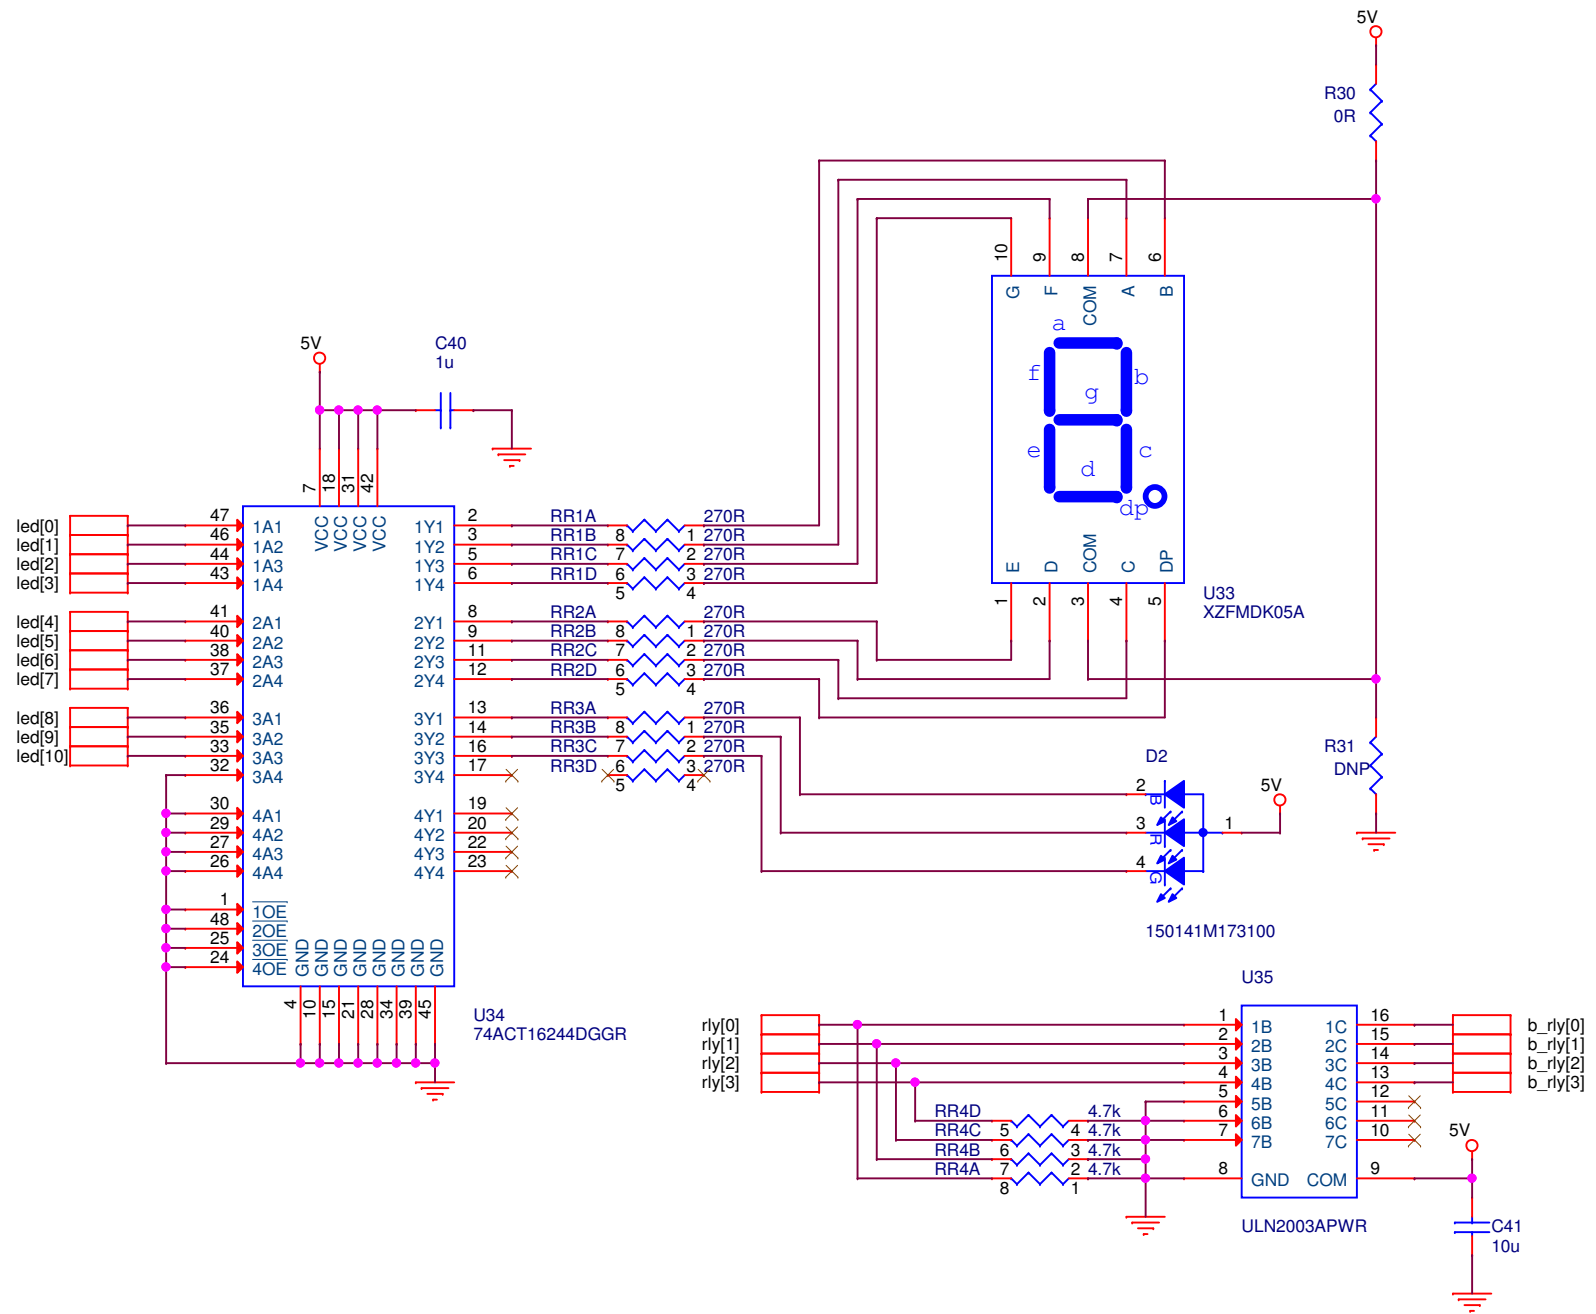 5V
R30
0R
10
9
8
7
6
G
F
COM
A
B
a
f
b
g
e
c
d
dp
E
D
COM
C
DP
1
2
3
4
5
U33
XZFMDK05A
5V
C40
1u
7
18
31
42
VCC
VCC
VCC
VCC
led[0]
47
1A1
1Y1
2
RR1A
8
1
270R
led[1]
46
1A2
1Y2
3
RR1B
7
2
270R
led[2]
44
1A3
1Y3
5
RR1C
6
3
270R
led[3]
43
1A4
1Y4
6
RR1D
5
4
270R
led[4]
41
2A1
2Y1
8
RR2A
8
1
270R
led[5]
40
2A2
2Y2
9
RR2B
7
2
270R
led[6]
38
2A3
2Y3
11
RR2C
6
3
270R
led[7]
37
2A4
2Y4
12
RR2D
5
4
270R
led[8]
36
3A1
3Y1
13
RR3A
8
1
270R
led[9]
35
3A2
3Y2
14
RR3B
7
2
270R
led[10]
33
3A3
3Y3
16
RR3C
6
3
270R
32
3A4
3Y4
17
RR3D
5
4
270R
30
4A1
4Y1
19
29
4A2
4Y2
20
27
4A3
4Y3
22
26
4A4
4Y4
23
1
1OE
48
2OE
25
3OE
24
4OE
GND
GND
GND
GND
GND
GND
GND
GND
4
10
15
21
28
34
39
45
U34
74ACT16244DGGR
R31
DNP
D2
2
B
3
R
4
G
1
5V
150141M173100
U35
rly[0]
1
1B
1C
16
b_rly[0]
rly[1]
2
2B
2C
15
b_rly[1]
rly[2]
3
3B
3C
14
b_rly[2]
rly[3]
4
4B
4C
13
b_rly[3]
5
5B
5C
12
6
6B
6C
11
7
7B
7C
10
8
GND
COM
9
RR4D
5
4
4.7k
RR4C
6
3
4.7k
RR4B
7
2
4.7k
RR4A
8
1
4.7k
5V
ULN2003APWR
C41
10u